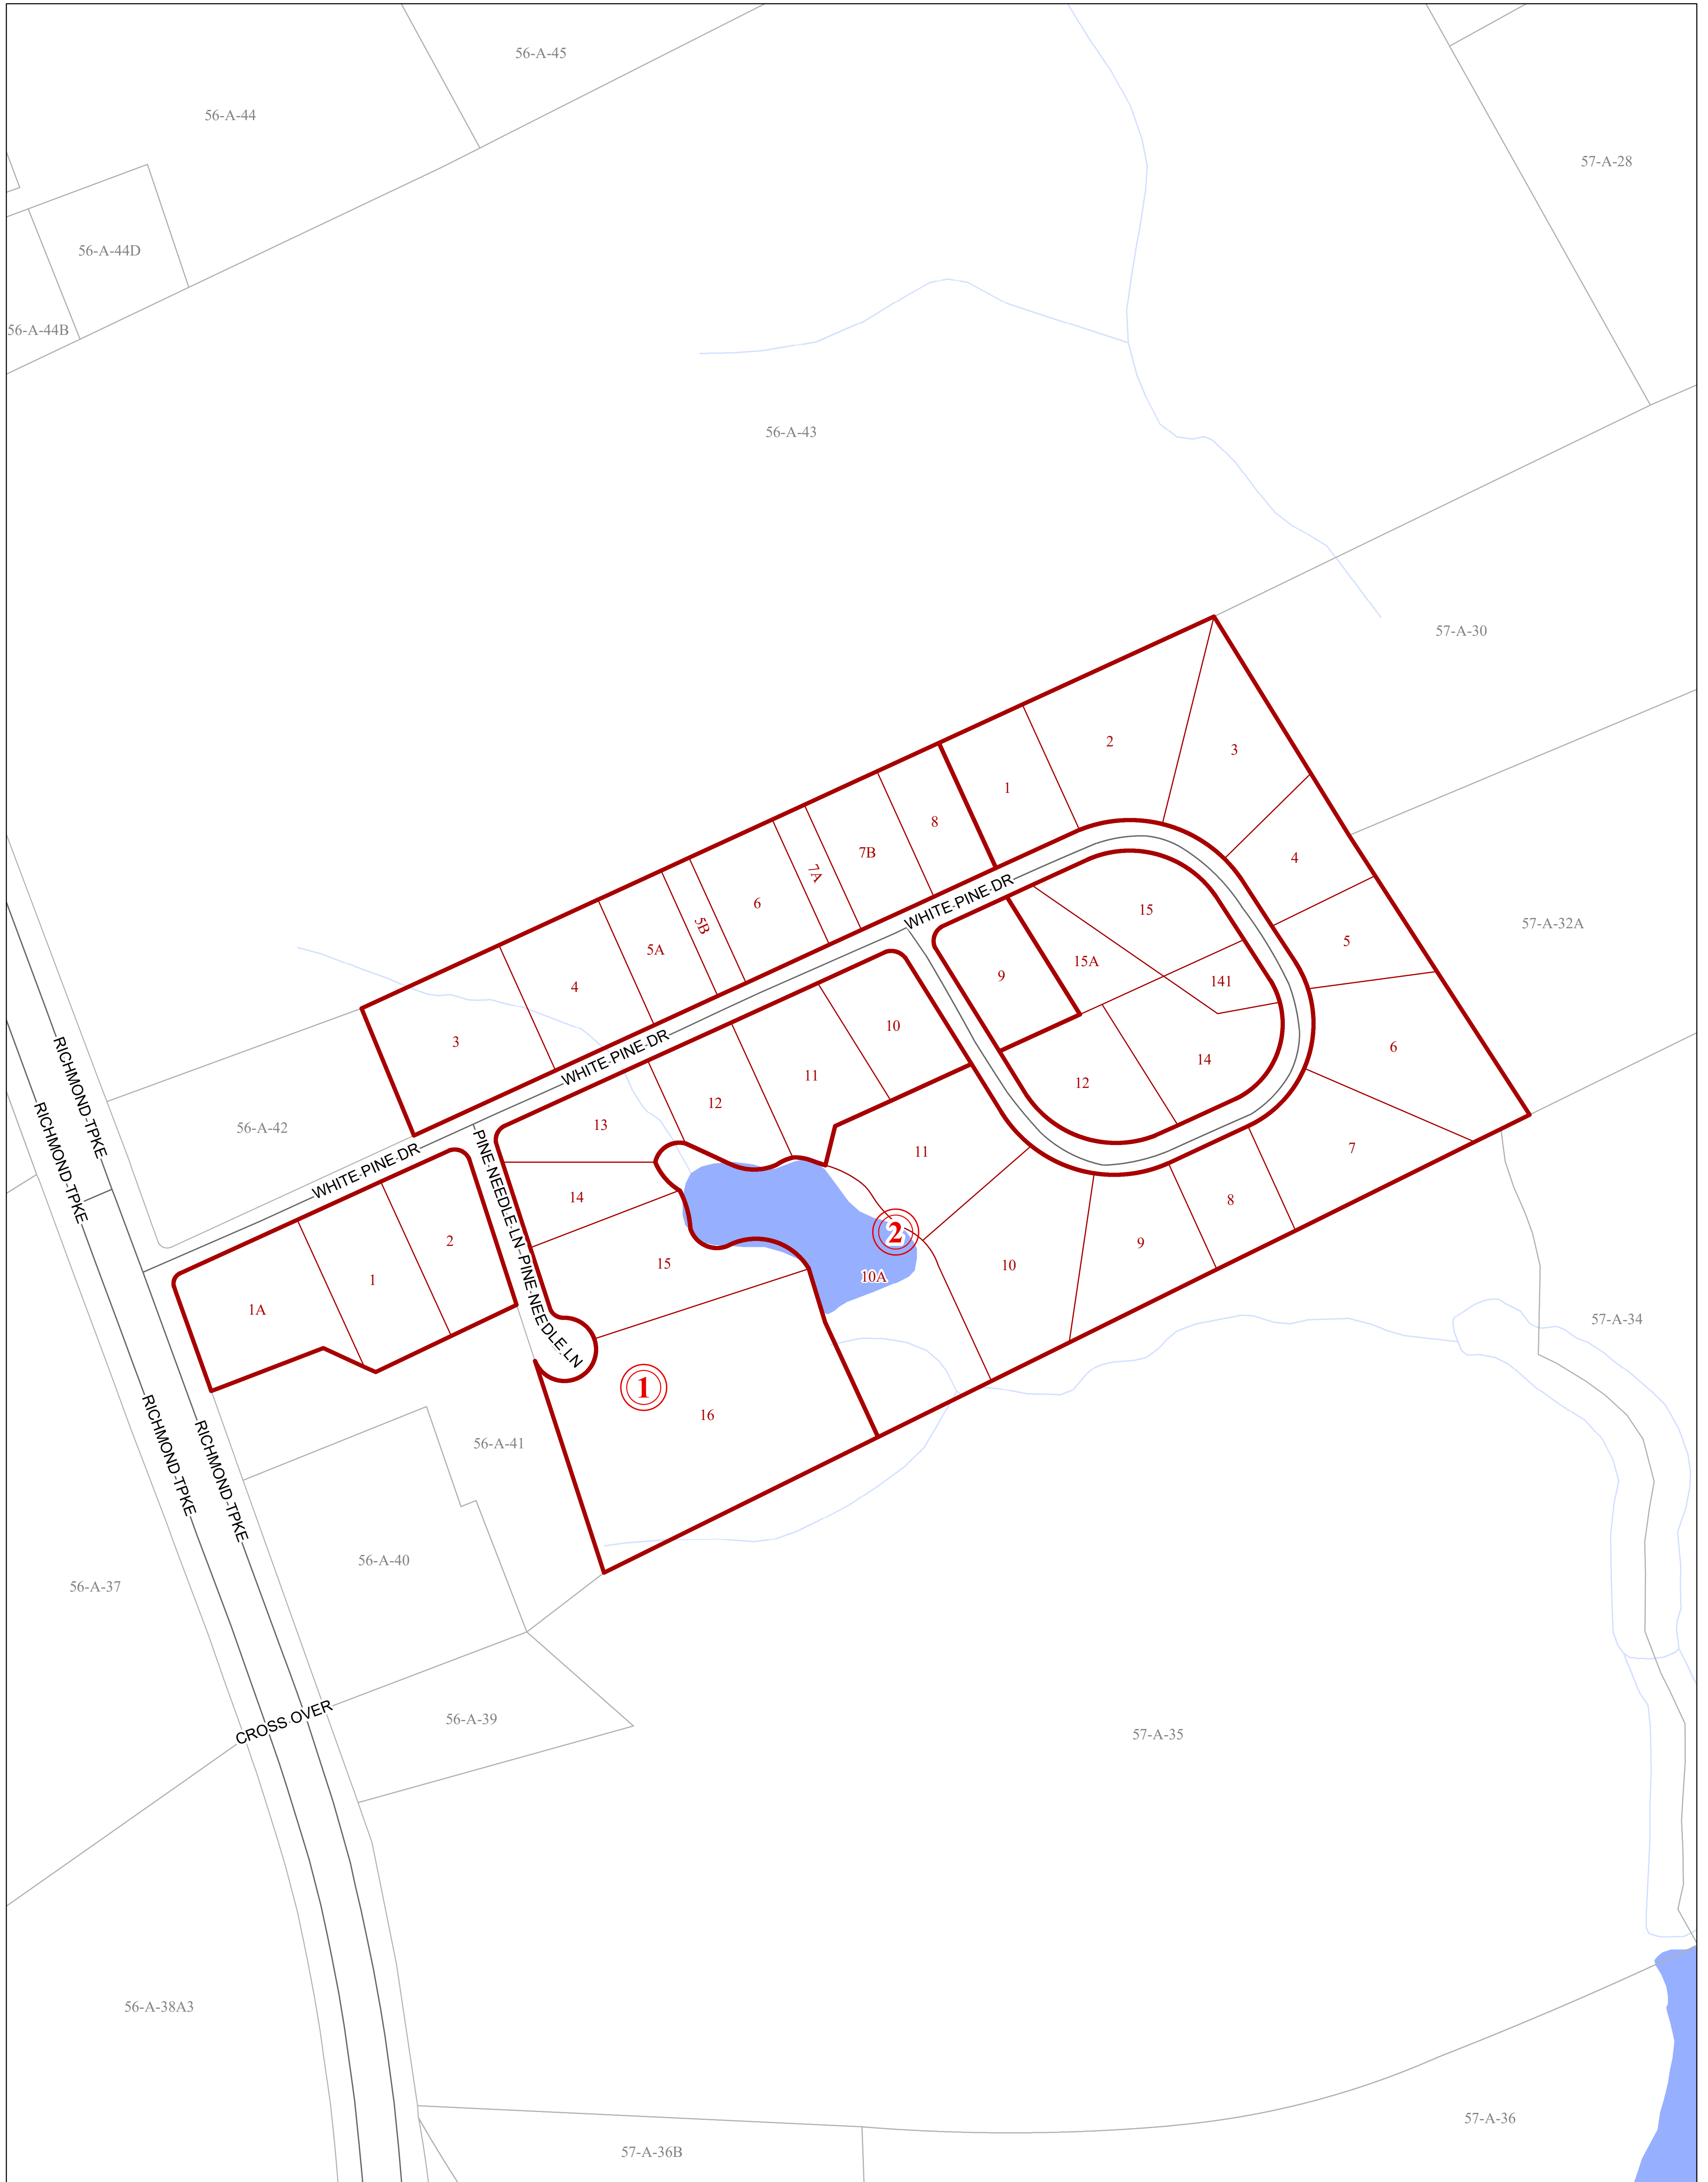 56-A-45
56-A-44
57-A-28
56-A-44D
56-A-44B
56-A-43
57-A-30
2
3
1
8
4
7B
7A
6
15
57-A-32A
5B
5A
5
15A
9
141
4
WHITE PINE DR
10
3
WHITE PINE DR
6
11
14
12
12
RICHMOND TPKE
13
56-A-42
7
11
RICHMOND TPKE
WHITE PINE DR
PINE NEEDLE LN
14
8
2
2
9
15
10
10A
1
1A
PINE NEEDLE LN
57-A-34
1
16
RICHMOND TPKE
RICHMOND TPKE
56-A-41
56-A-40
56-A-37
CROSS OVER
56-A-39
57-A-35
56-A-38A3
57-A-36
57-A-36B